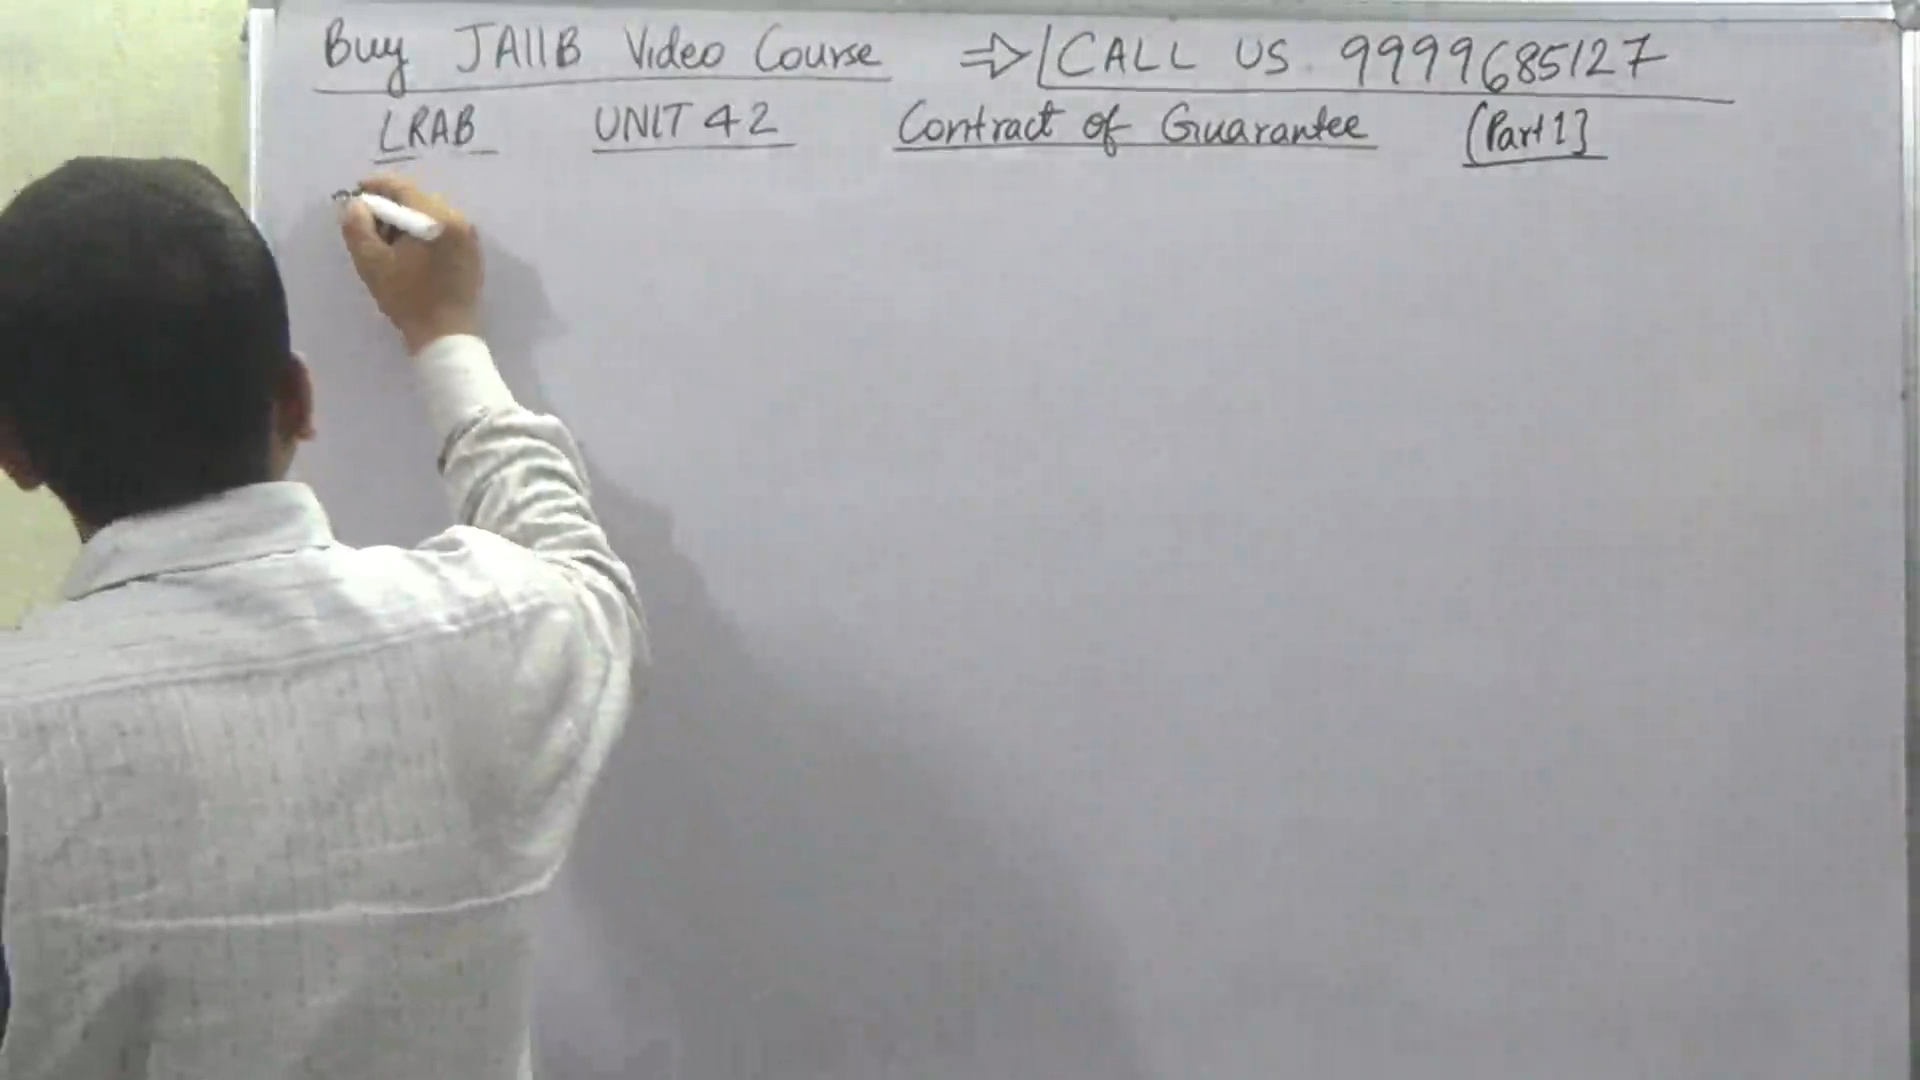 Buy JAIIB Video Course ⇒ CALL US. 9999685127
LRAB UNIT 42 Contract of Guarantee [Part 1]